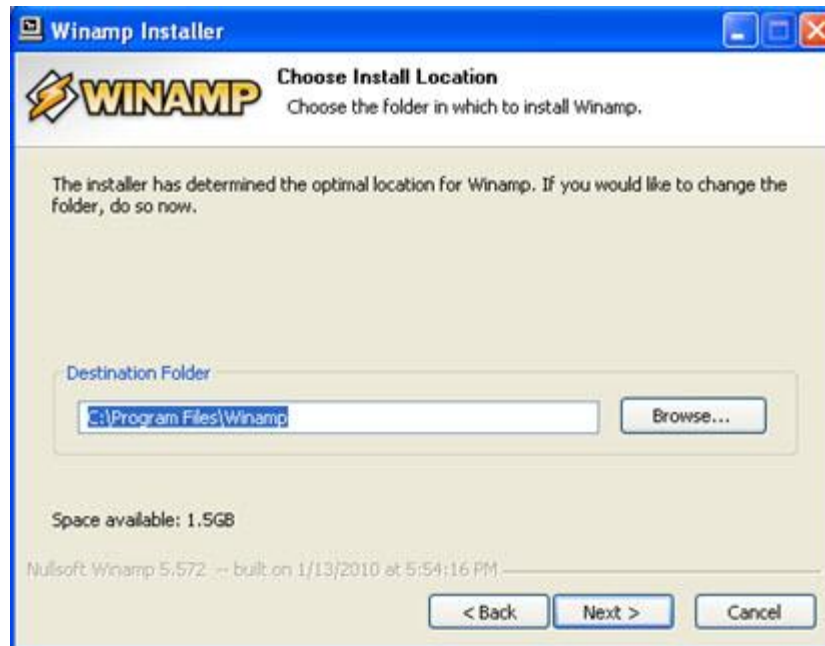 Winamp Installer
WINAMP
Choose Install Location
Choose the folder in which to install Winamp.
The installer has determined the optimal location for Winamp. If you would like to change the
folder, do so now.
Destination Folder
C:\Program Files\Winamp
Browse...
Space available: 1.5GB
Nullsoft Winamp 5.572 -- built on 1/13/2010 at 5:54:16 PM
< Back
Next >
Cancel